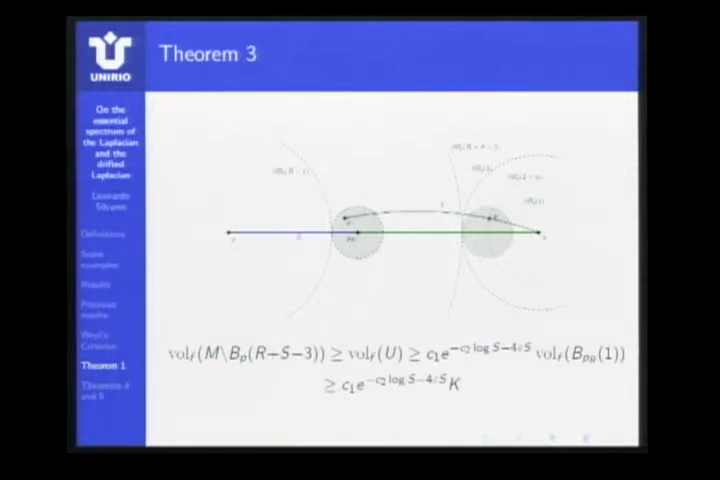 UNIRIO
Theorem 3
On the
essential
spectrum of
the Laplacian
and the
drifted
Laplacian
Leonardo
Silvares
Definitions
Some
examples
Results
Previous
results
Weyl's
Criterion
Theorem 1
Theorems 4
and 5
vol_f(M\B_p(R+S−3)) ≥ vol_f(U) ≥ c_1e^{−c_2 log S−4εS} vol_f(B_{p_R}(1))
≥ c_1e^{−c_2 log S−4εS}K